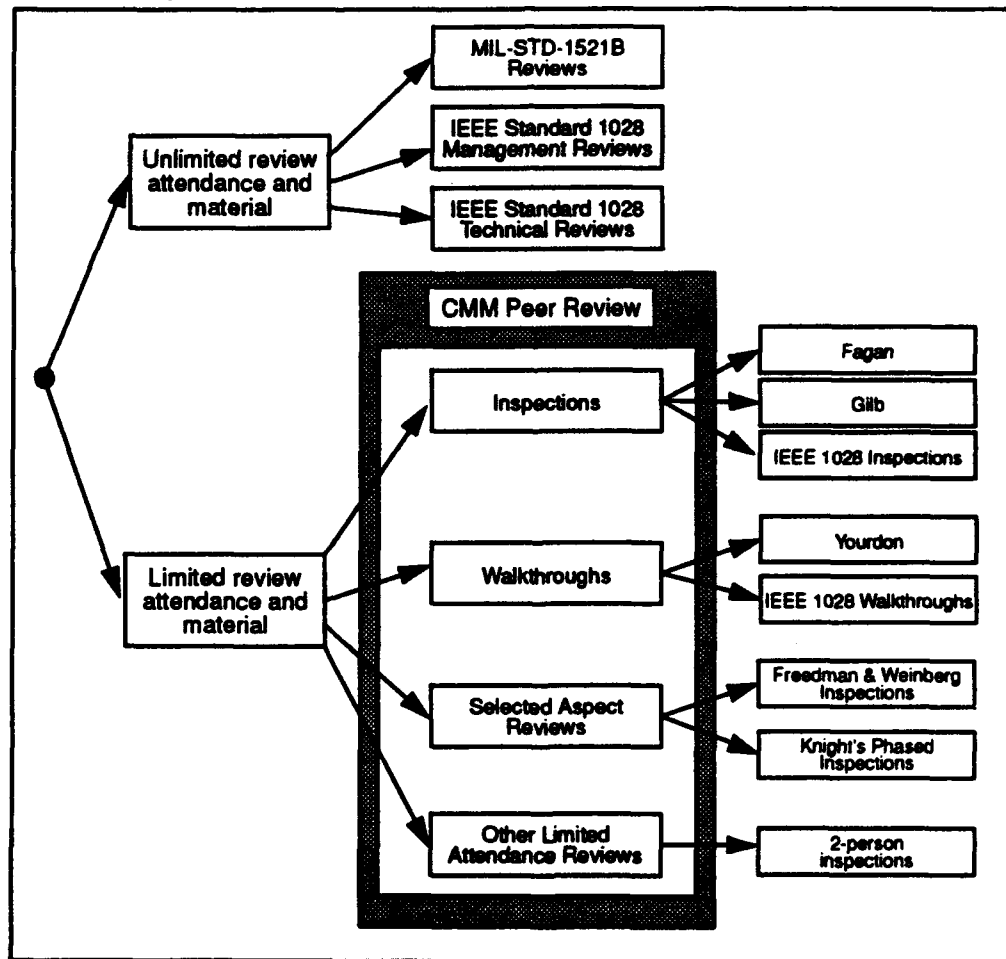 MIL-STD-1521B
Reviews
IEEE Standard 1028
Management Reviews
IEEE Standard 1028
Technical Reviews
Unlimited review
attendance and
material
CMM Peer Review
Inspections
Fagan
Gilb
IEEE 1028 Inspections
Limited review
attendance and
material
Walkthroughs
Yourdon
IEEE 1028 Walkthroughs
Selected Aspect
Reviews
Freedman & Weinberg
Inspections
Knight's Phased
Inspections
Other Limited
Attendance Reviews
2-person
inspections